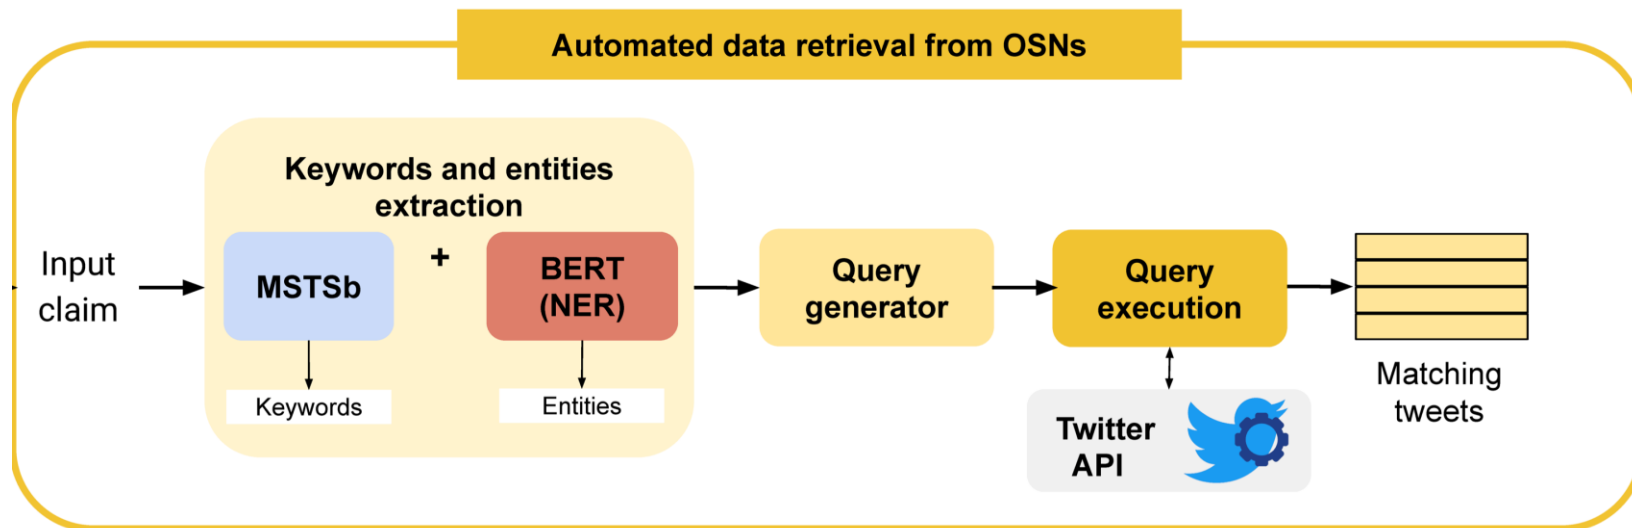 Automated data retrieval from OSNs
Input
claim
Keywords and entities
extraction
MSTSb
+
BERT
(NER)
Keywords
Entities
Query
generator
Query
execution
Twitter
API
Matching
tweets